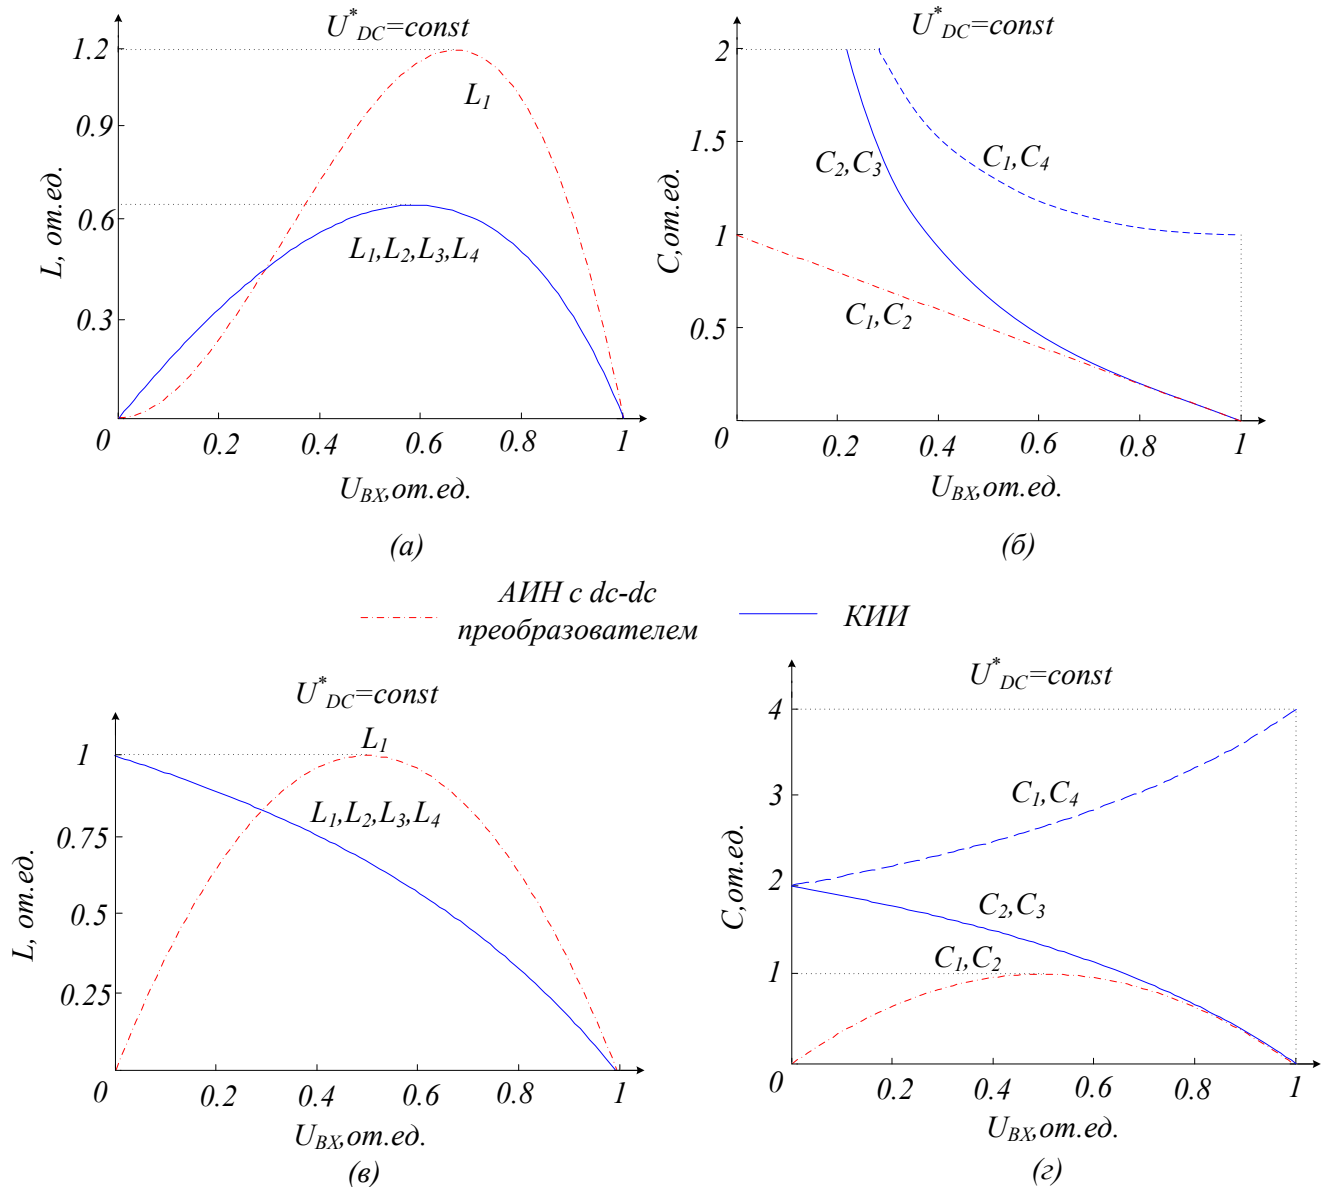 U*DC=const
1.2
0.9
0.6
0.3
L, от.ед.
L1
L1,L2,L3,L4
0 0.2 0.4 0.6 0.8 1
UВХ,от.ед.
(а)
U*DC=const
2
1.5
1
0.5
C,от.ед.
C2,C3
C1,C4
C1,C2
0 0.2 0.4 0.6 0.8 1
UВХ,от.ед.
(б)
АИН с dc-dc
преобразователем
КИИ
U*DC=const
1
0.75
0.5
0.25
L, от.ед.
L1
L1,L2,L3,L4
0 0.2 0.4 0.6 0.8 1
UВХ,от.ед.
(в)
U*DC=const
4
3
2
1
C,от.ед.
C1,C4
C2,C3
C1,C2
0 0.2 0.4 0.6 0.8 1
UВХ,от.ед.
(г)